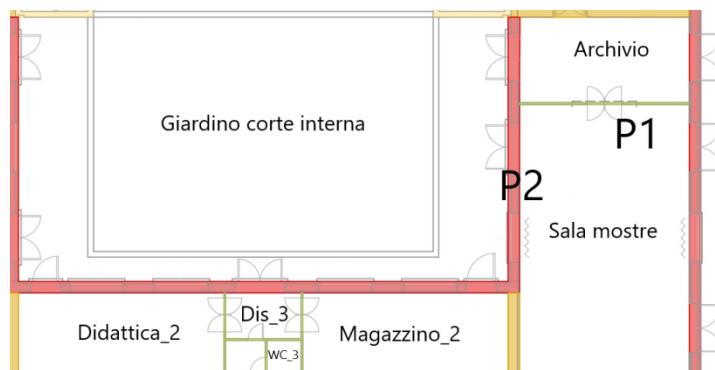 Archivio
Giardino corte interna
P1
P2
Sala mostre
Dis_3
Didattica_2
Magazzino_2
WC_3